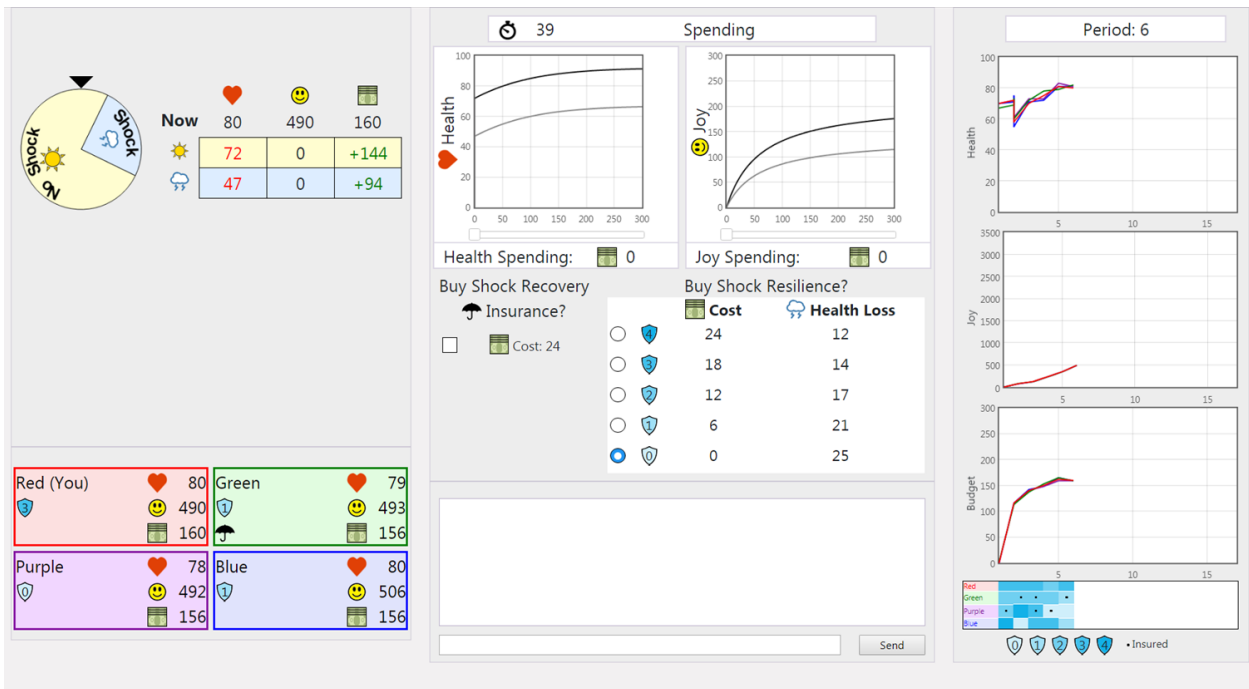 39 Spending
Period: 6
No Shock
Shock
Now 80 490 160
72 0 +144
47 0 +94
Health
100
80
60
40
20
0
0 50 100 150 200 250 300
Joy
300
250
200
150
100
50
0
0 50 100 150 200 250 300
Health Spending: 0
Joy Spending: 0
Buy Shock Recovery
Insurance?
Cost: 24
Buy Shock Resilience?
Cost Health Loss
4 24 12
3 18 14
2 12 17
1 6 21
0 0 25
Send
Red (You) 80
3 490
160
Green 79
1 493
156
Purple 78
0 492
156
Blue 80
1 506
156
Health
100
80
60
40
20
0
5 10 15
Joy
3500
3000
2500
2000
1500
1000
500
0
5 10 15
Budget
300
250
200
150
100
50
0
5 10 15
Red
Green
Purple
Blue
0 1 2 3 4 • Insured